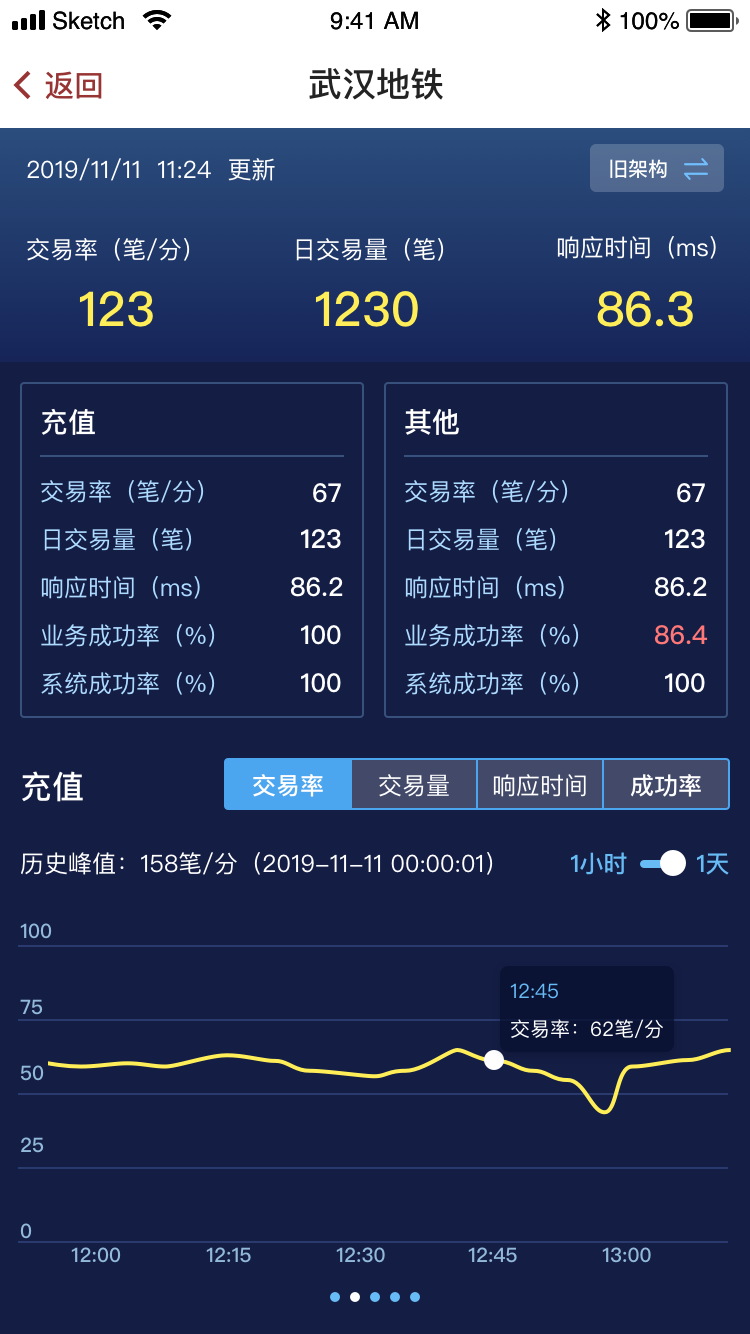 Sketch 9:41 AM 100%
返回 武汉地铁
2019/11/11 11:24 更新 旧架构
交易率（笔/分） 日交易量（笔） 响应时间（ms）
123 1230 86.3
充值
交易率（笔/分） 67
日交易量（笔） 123
响应时间（ms） 86.2
业务成功率（%） 100
系统成功率（%） 100
其他
交易率（笔/分） 67
日交易量（笔） 123
响应时间（ms） 86.2
业务成功率（%） 86.4
系统成功率（%） 100
充值 交易率 交易量 响应时间 成功率
历史峰值：158笔/分（2019-11-11 00:00:01） 1小时 1天
100
12:45
75
交易率：62笔/分
50
25
0
12:00 12:15 12:30 12:45 13:00